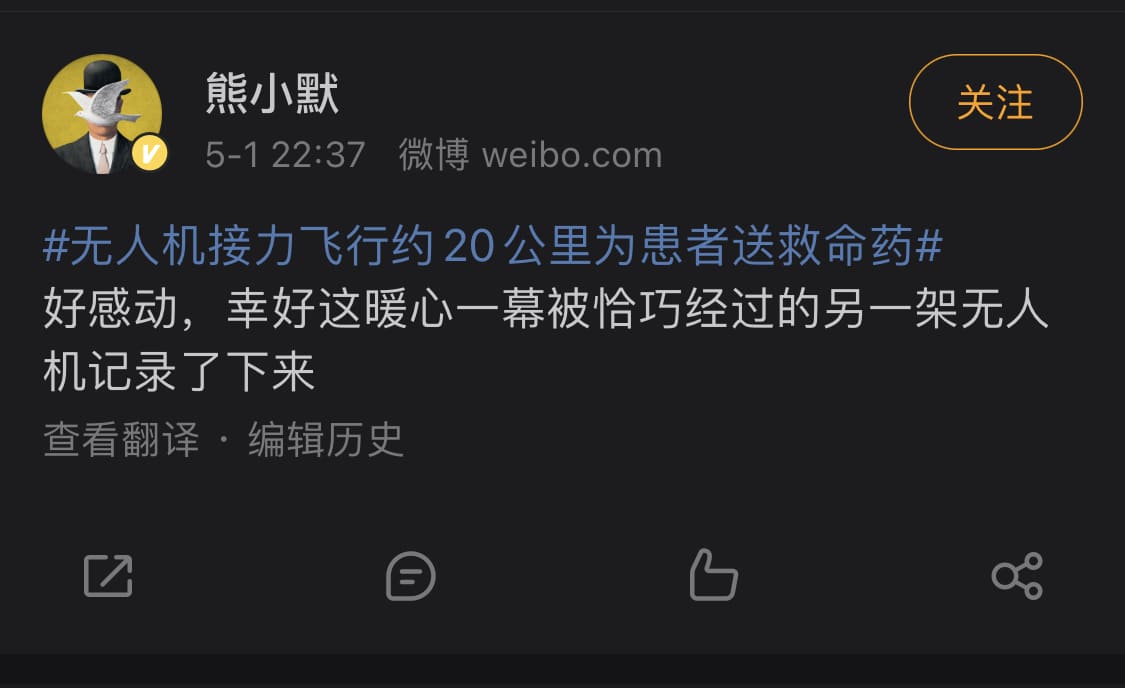 熊小默
关注
5-1 22:37 微博 weibo.com
#无人机接力飞行约20公里为患者送救命药#
好感动，幸好这暖心一幕被恰巧经过的另一架无人
机记录了下来
查看翻译 · 编辑历史